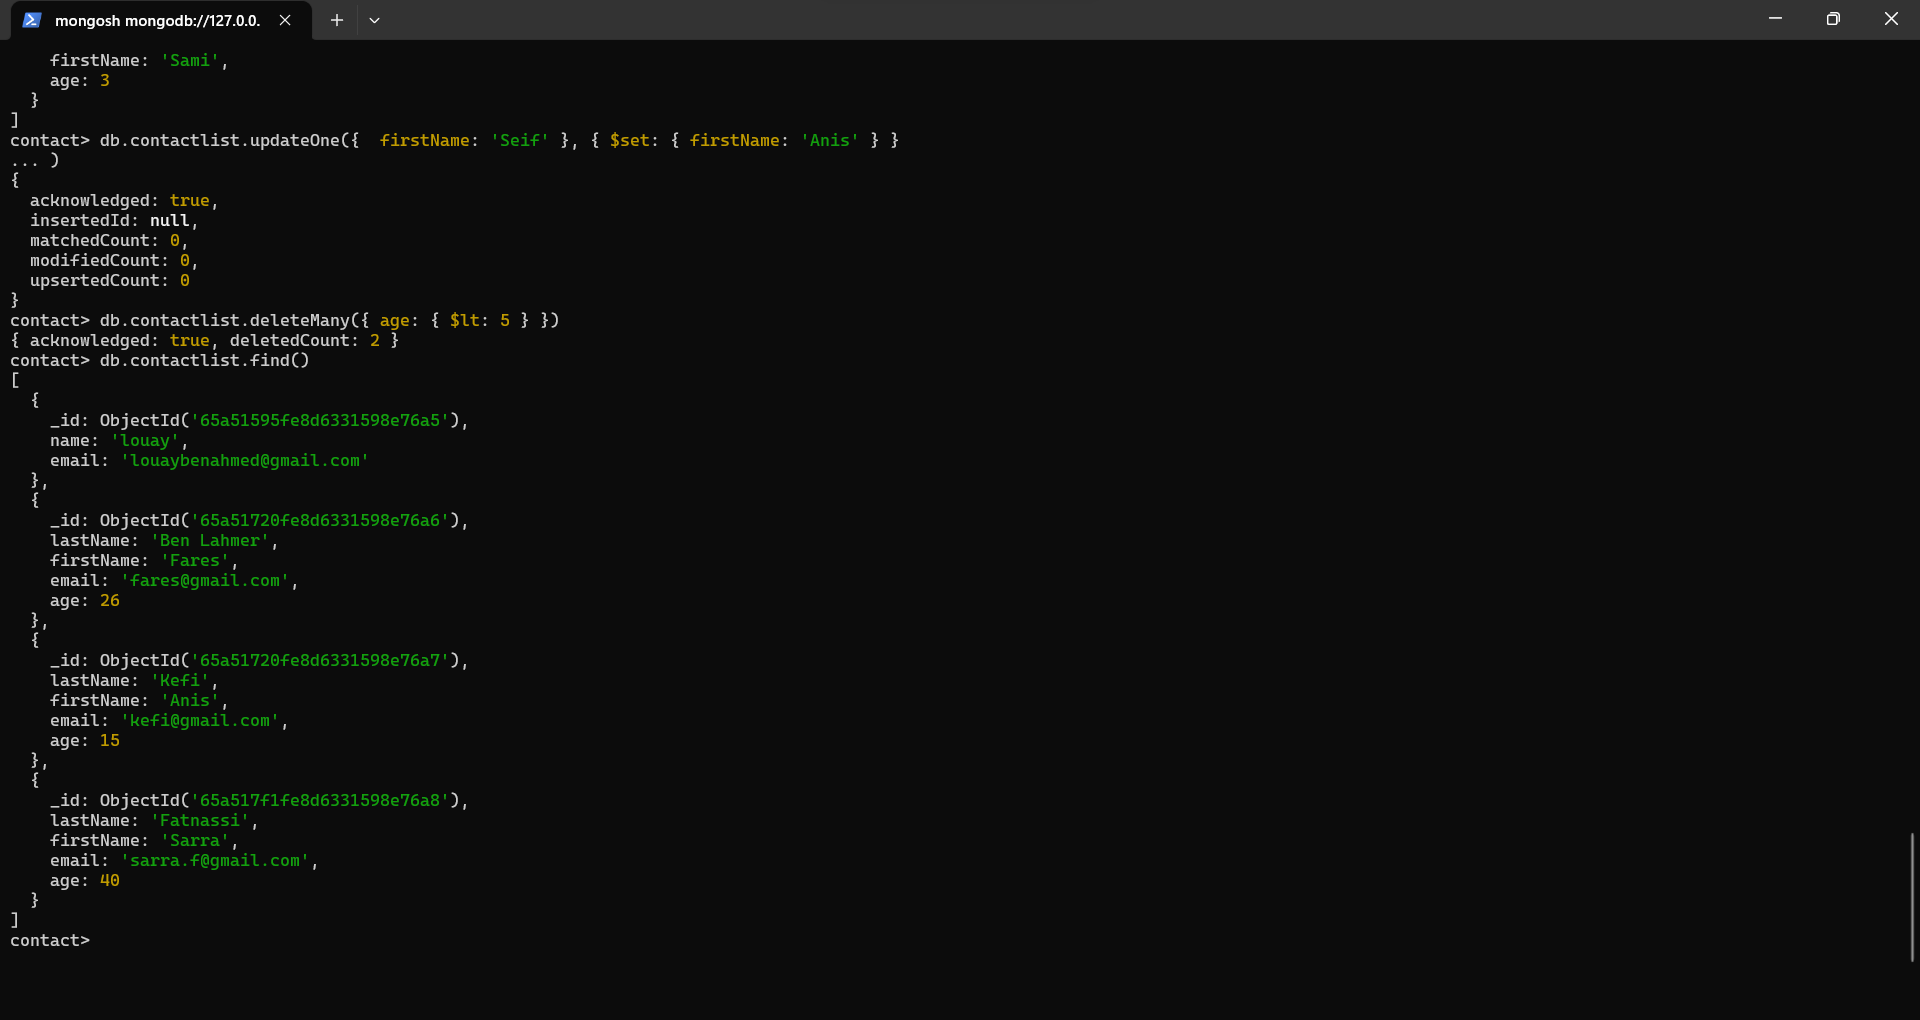 mongosh mongodb://127.0.0.
    firstName: 'Sami',
    age: 3
  }
]
contact> db.contactlist.updateOne({  firstName: 'Seif' }, { $set: { firstName: 'Anis' } }
... )
{
  acknowledged: true,
  insertedId: null,
  matchedCount: 0,
  modifiedCount: 0,
  upsertedCount: 0
}
contact> db.contactlist.deleteMany({ age: { $lt: 5 } })
{ acknowledged: true, deletedCount: 2 }
contact> db.contactlist.find()
[
  {
    _id: ObjectId('65a51595fe8d6331598e76a5'),
    name: 'louay',
    email: 'louaybenahmed@gmail.com'
  },
  {
    _id: ObjectId('65a51720fe8d6331598e76a6'),
    lastName: 'Ben Lahmer',
    firstName: 'Fares',
    email: 'fares@gmail.com',
    age: 26
  },
  {
    _id: ObjectId('65a51720fe8d6331598e76a7'),
    lastName: 'Kefi',
    firstName: 'Anis',
    email: 'kefi@gmail.com',
    age: 15
  },
  {
    _id: ObjectId('65a517f1fe8d6331598e76a8'),
    lastName: 'Fatnassi',
    firstName: 'Sarra',
    email: 'sarra.f@gmail.com',
    age: 40
  }
]
contact>